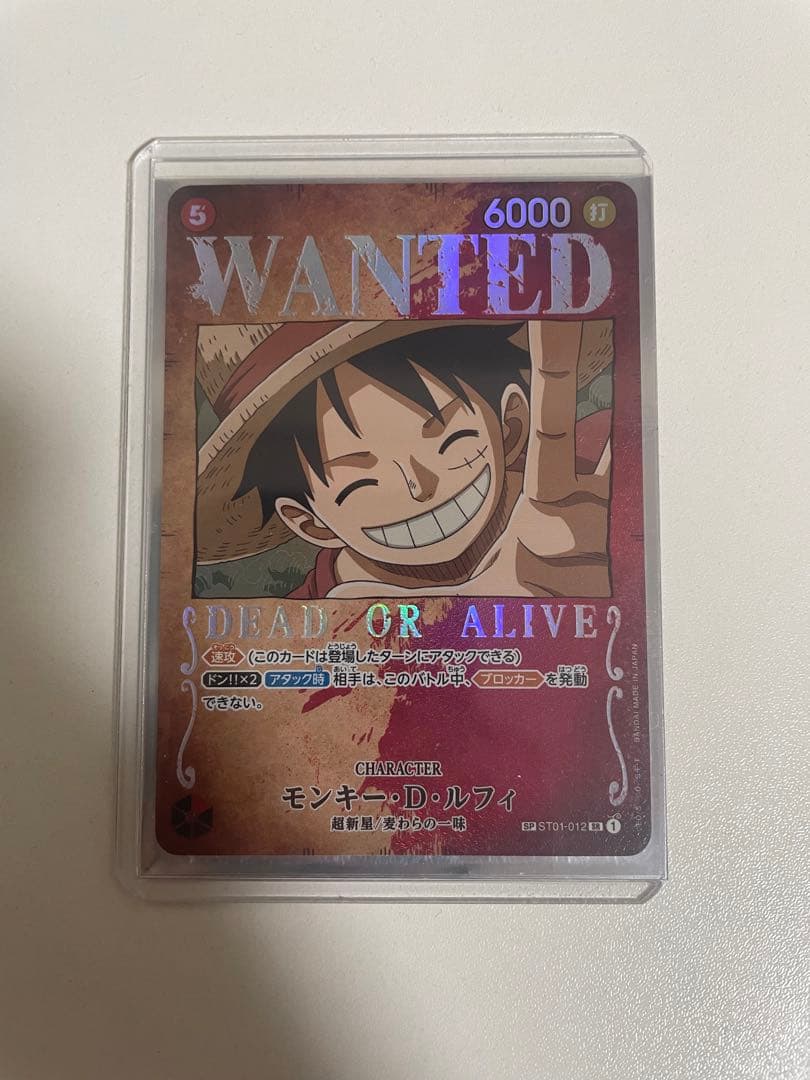 5 6000 打
WANTED
DEAD OR ALIVE
速攻 (このカードは登場したターンにアタックできる)
ドン!!×2 アタック時 相手は、このバトル中、ブロッカーを発動
できない。
CHARACTER
モンキー・D・ルフィ
超新星/麦わらの一味
SP ST01-012 SR 1
BANDAI MADE IN JAPAN